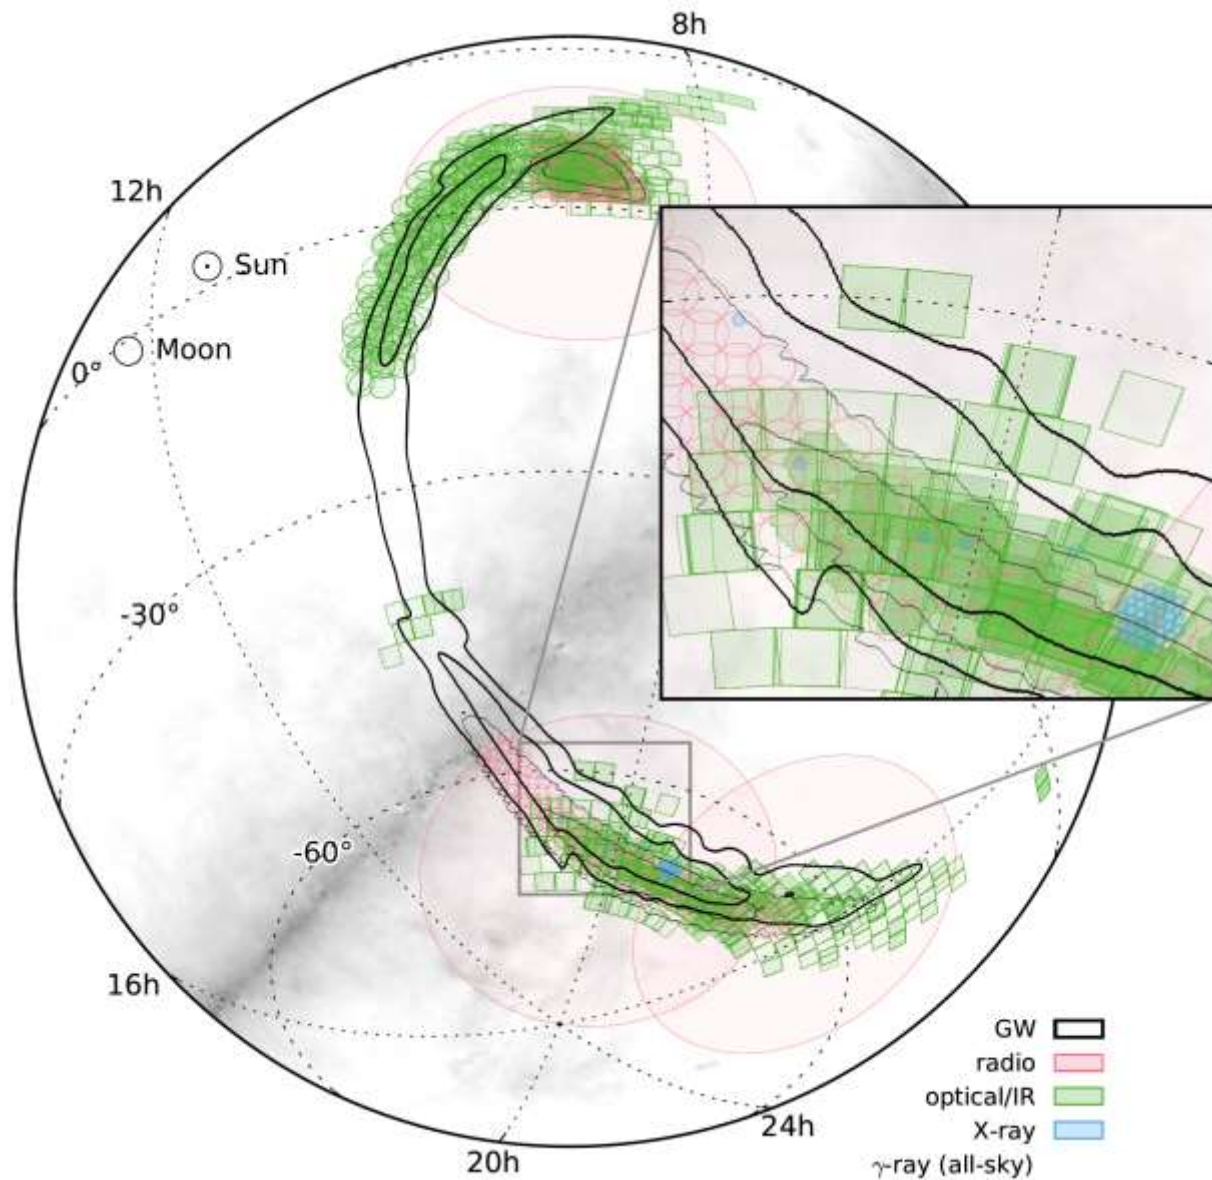 8h
12h
Sun
Moon
0°
-30°
-60°
16h
20h
24h
GW
radio
optical/IR
X-ray
γ-ray (all-sky)